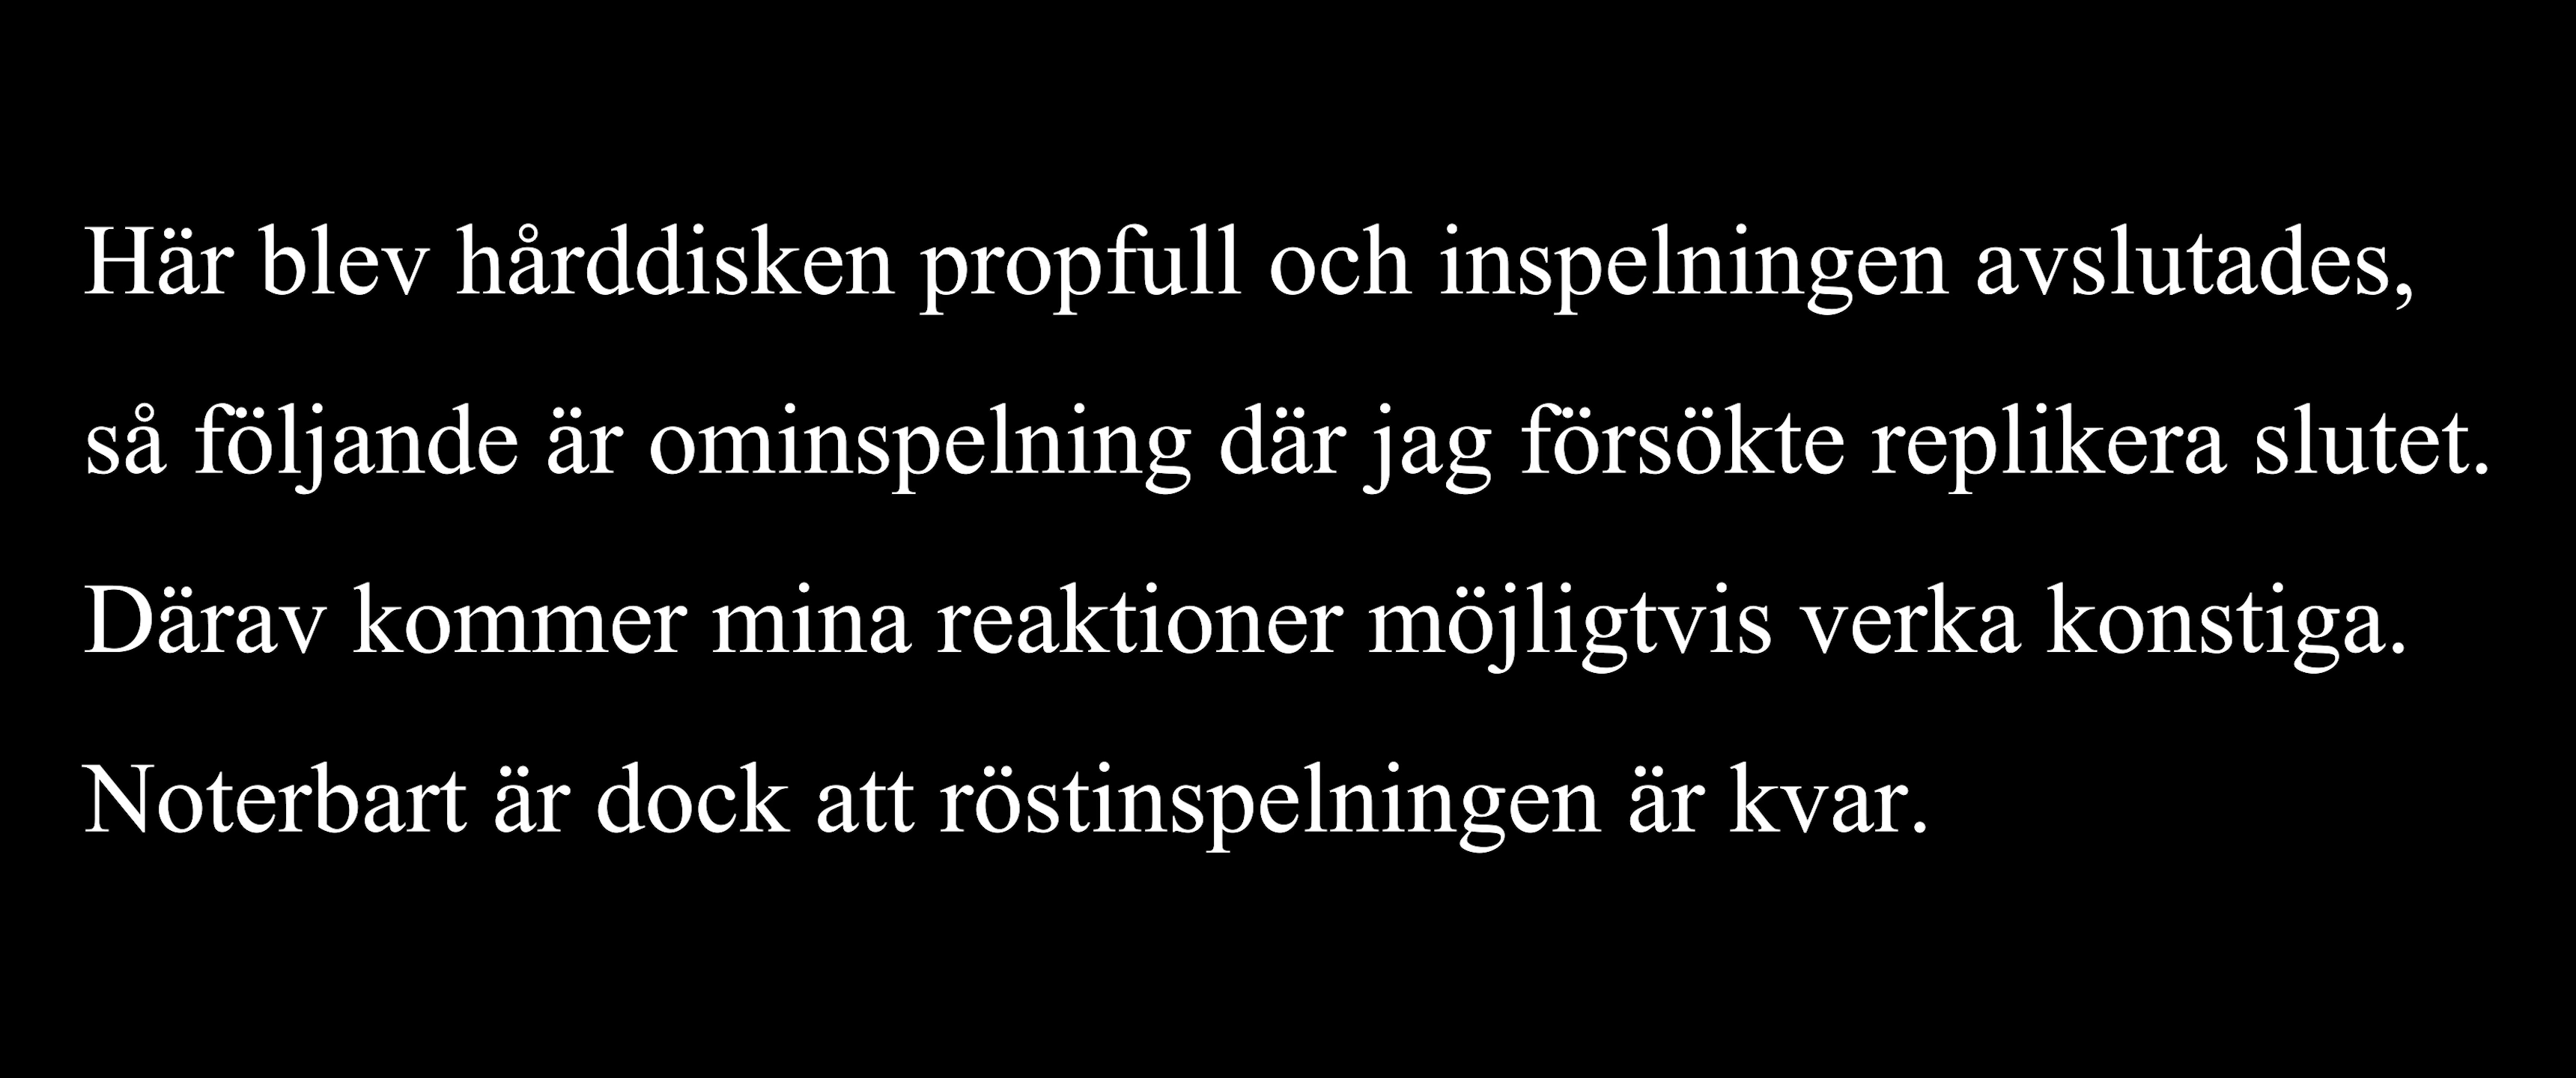 Här blev hårddisken propfull och inspelningen avslutades,
så följande är ominspelning där jag försökte replikera slutet.
Därav kommer mina reaktioner möjligtvis verka konstiga.
Noterbart är dock att röstinspelningen är kvar.